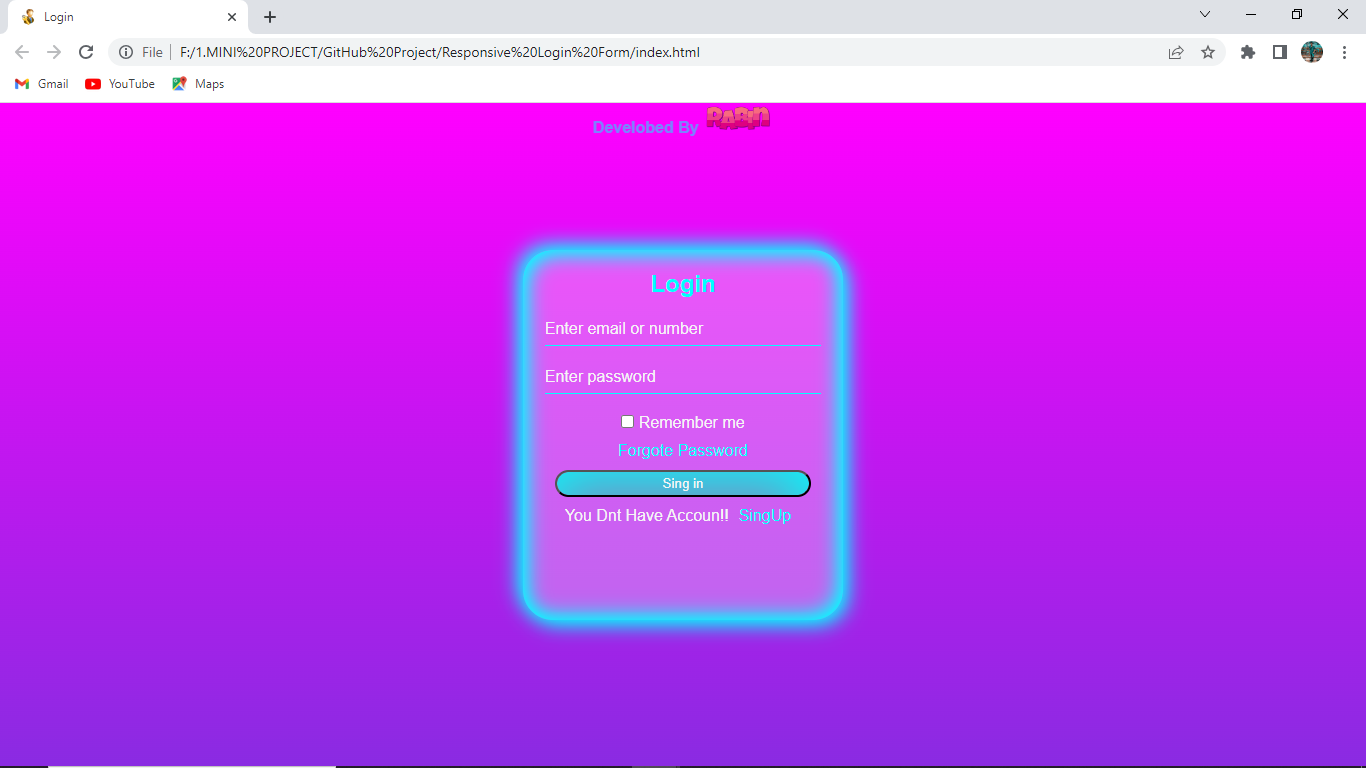 Login
File F:/1.MINI%20PROJECT/GitHub%20Project/Responsive%20Login%20Form/index.html
Gmail YouTube Maps
Develobed By RABIN
Login
Enter email or number
Enter password
Remember me
Forgote Password
Sing in
You Dnt Have Accoun!! SingUp